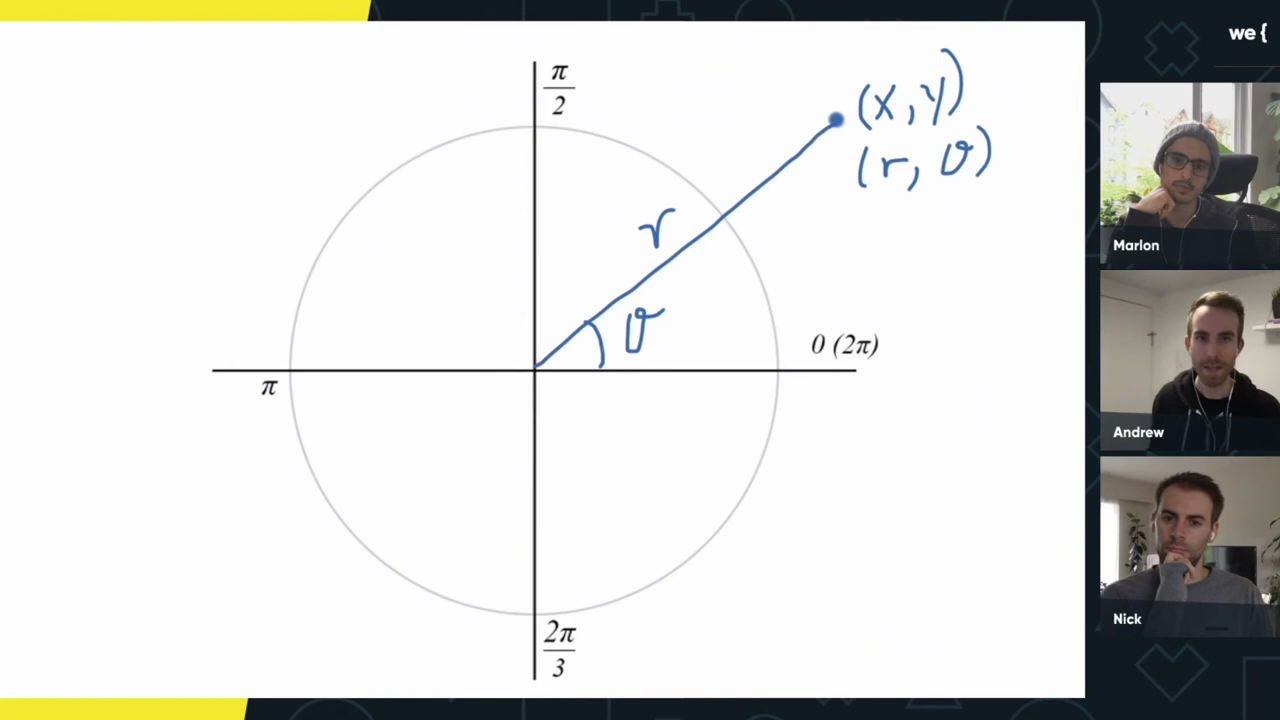 we {
π
2
(x, y)
(r, θ)
r
θ
0 (2π)
π
2π
3
Marlon
Andrew
Nick